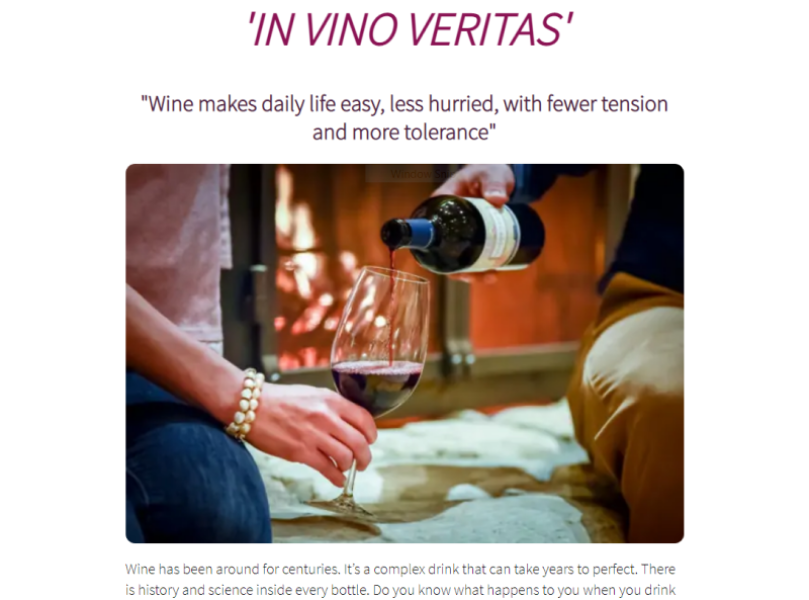 'IN VINO VERITAS'
"Wine makes daily life easy, less hurried, with fewer tension
and more tolerance"
Wine has been around for centuries. It's a complex drink that can take years to perfect. There
is history and science inside every bottle. Do you know what happens to you when you drink